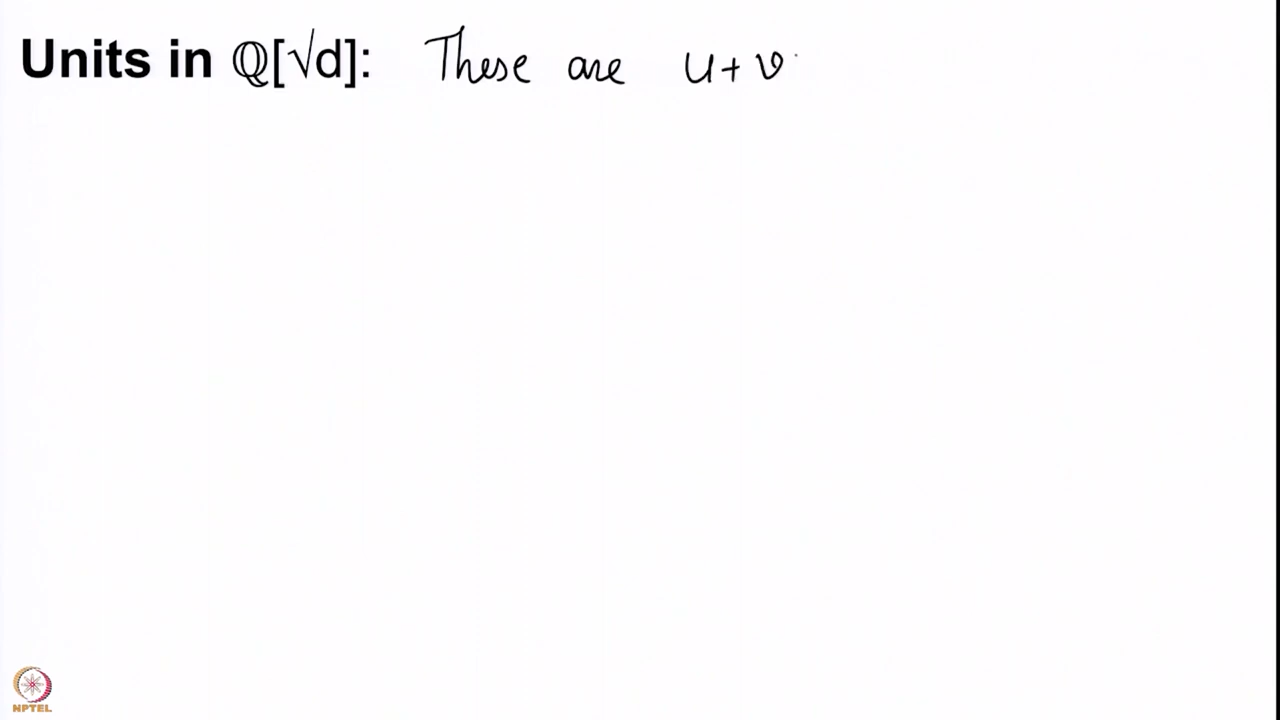 Units in ℚ[√d]: These are u + v
NPTEL